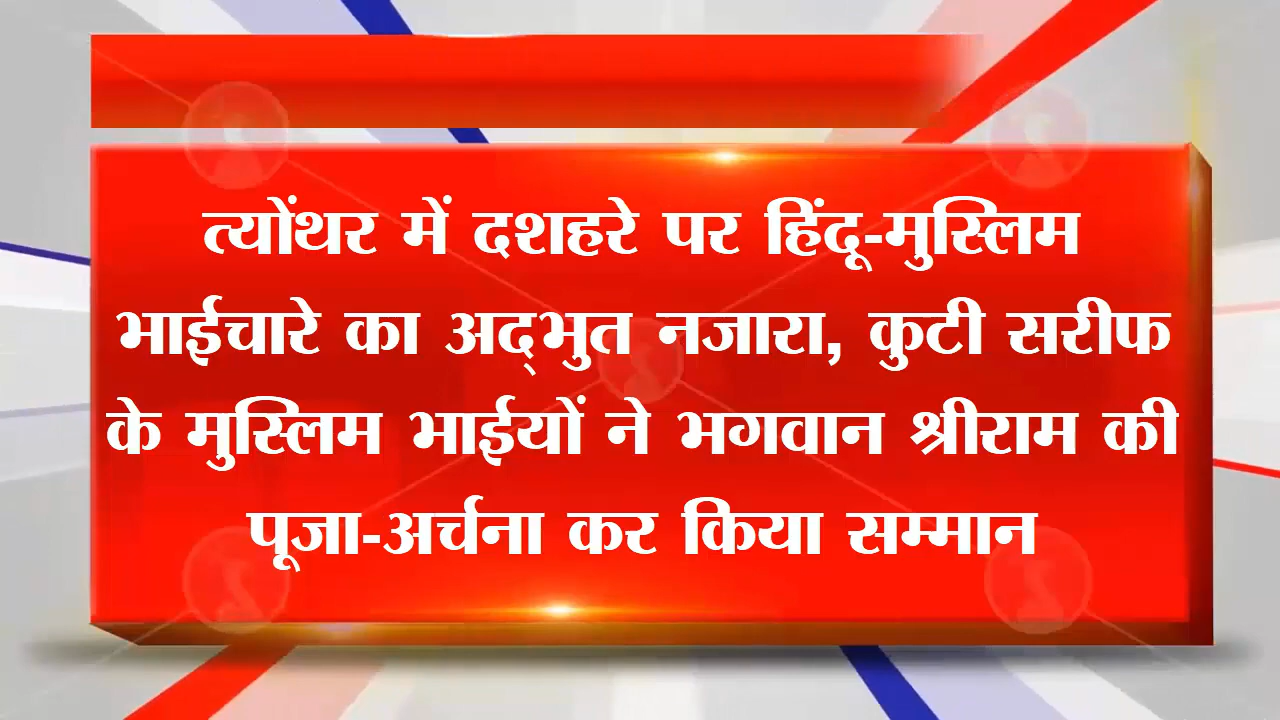 त्योंथर में दशहरे पर हिंदू-मुस्लिम
भाईचारे का अद्‌भुत नजारा, कुटी सरीफ
के मुस्लिम भाईयों ने भगवान श्रीराम की
पूजा-अर्चना कर किया सम्मान